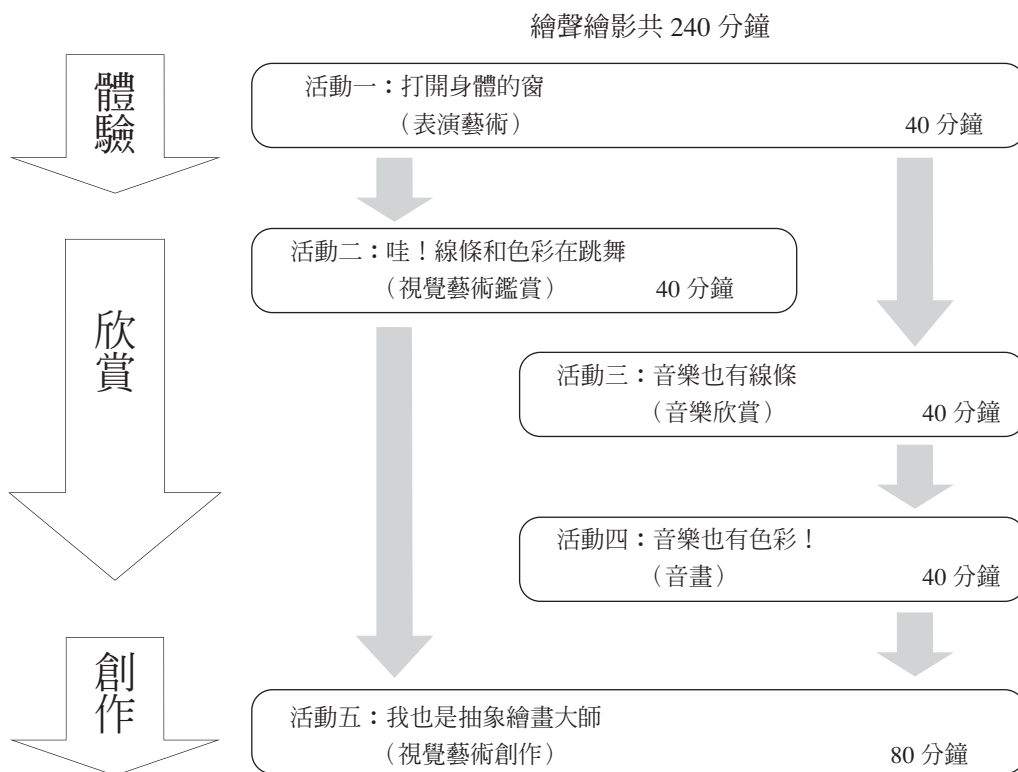 繪聲繪影共 240 分鐘
體驗
活動一：打開身體的窗
（表演藝術） 40 分鐘
欣賞
活動二：哇！線條和色彩在跳舞
（視覺藝術鑑賞） 40 分鐘
活動三：音樂也有線條
（音樂欣賞） 40 分鐘
活動四：音樂也有色彩！
（音畫） 40 分鐘
創作
活動五：我也是抽象繪畫大師
（視覺藝術創作） 80 分鐘